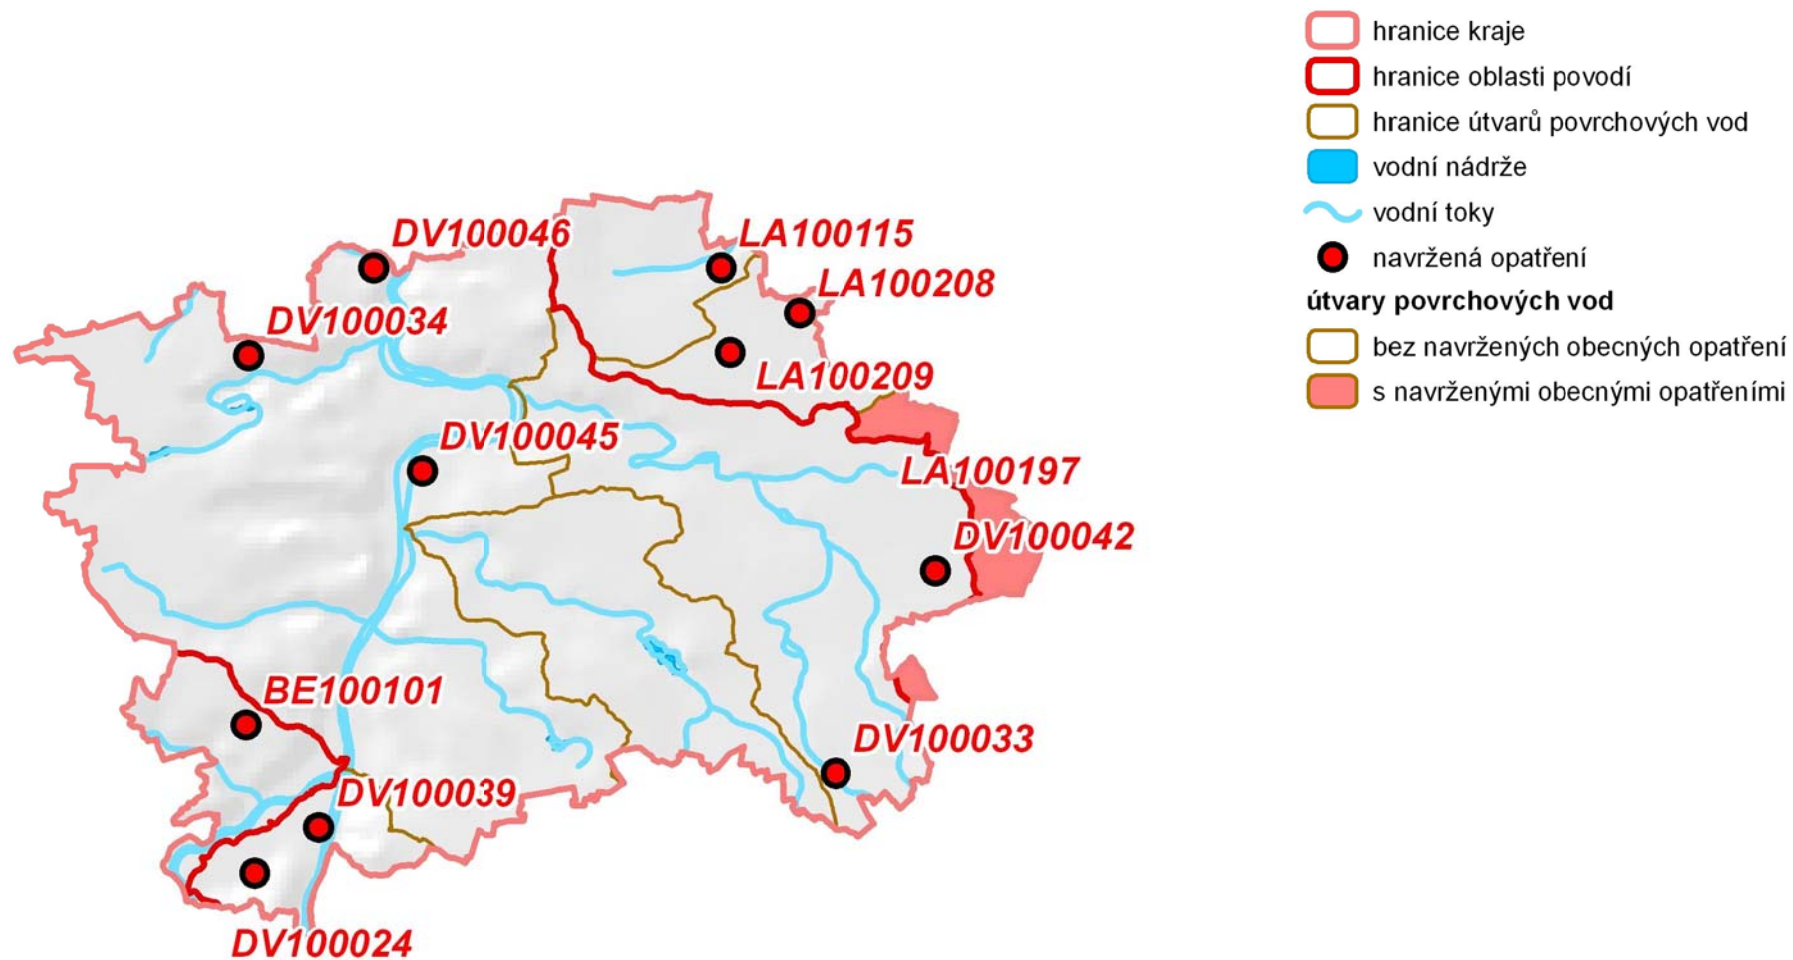 hranice kraje
hranice oblasti povodí
hranice útvarů povrchových vod
vodní nádrže
vodní toky
navržená opatření
útvary povrchových vod
bez navržených obecných opatření
s navrženými obecnými opatřeními
DV100046
LA100115
LA100208
DV100034
LA100209
DV100045
LA100197
DV100042
BE100101
DV100033
DV100039
DV100024